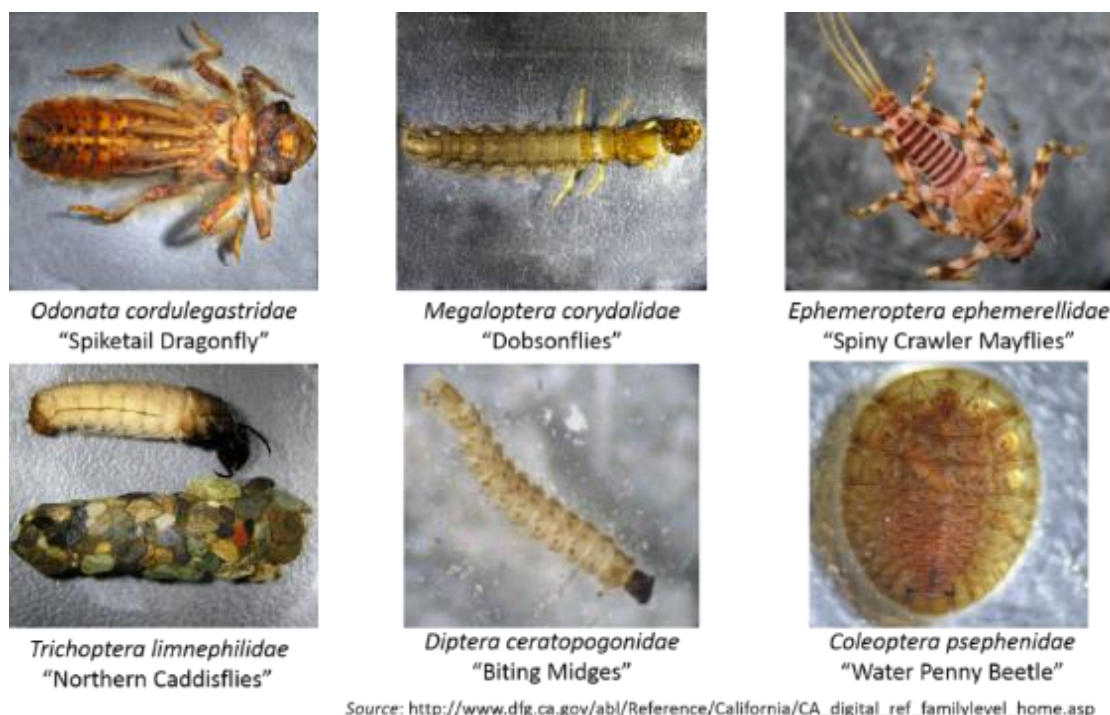 Odonata cordulegastridae
“Spiketail Dragonfly”
Megaloptera corydalidae
“Dobsonflies”
Ephemeroptera ephemerellidae
“Spiny Crawler Mayflies”
Trichoptera limnephilidae
“Northern Caddisflies”
Diptera ceratopogonidae
“Biting Midges”
Coleoptera psephenidae
“Water Penny Beetle”
Source: http://www.dfg.ca.gov/abl/Reference/California/CA_digital_ref_familylevel_home.asp